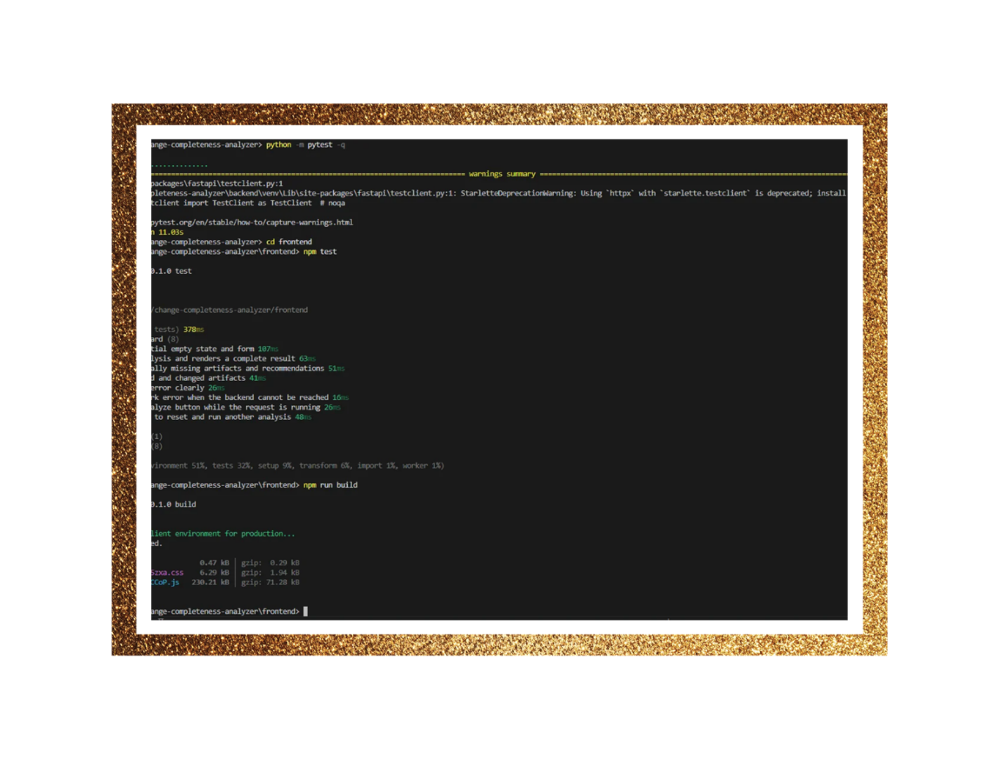 ange-completeness-analyzer> python -m pytest -q
..............
warnings summary
packages\fastapi\testclient.py:1
pleteness-analyzer\backend\venv\Lib\site-packages\fastapi\testclient.py:1: StarletteDeprecationWarning: Using `httpx` with `starlette.testclient` is deprecated; install
tclient import TestClient as TestClient  # noqa
pytest.org/en/stable/how-to/capture-warnings.html
n 11.03s
ange-completeness-analyzer> cd frontend
ange-completeness-analyzer\frontend> npm test
0.1.0 test
/change-completeness-analyzer/frontend
tests) 378ms
ard (8)
tial empty state and form 107ms
lysis and renders a complete result 63ms
ally missing artifacts and recommendations 51ms
d and changed artifacts 41ms
error clearly 26ms
rk error when the backend cannot be reached 16ms
alyze button while the request is running 26ms
to reset and run another analysis 48ms
(1)
(8)
vironment 51%, tests 32%, setup 9%, transform 6%, import 1%, worker 1%)
ange-completeness-analyzer\frontend> npm run build
0.1.0 build
lient environment for production...
ed.
0.47 kB │ gzip:  0.29 kB
Szxa.css   6.29 kB │ gzip:  1.94 kB
CCoP.js  230.21 kB │ gzip: 71.28 kB
ange-completeness-analyzer\frontend>